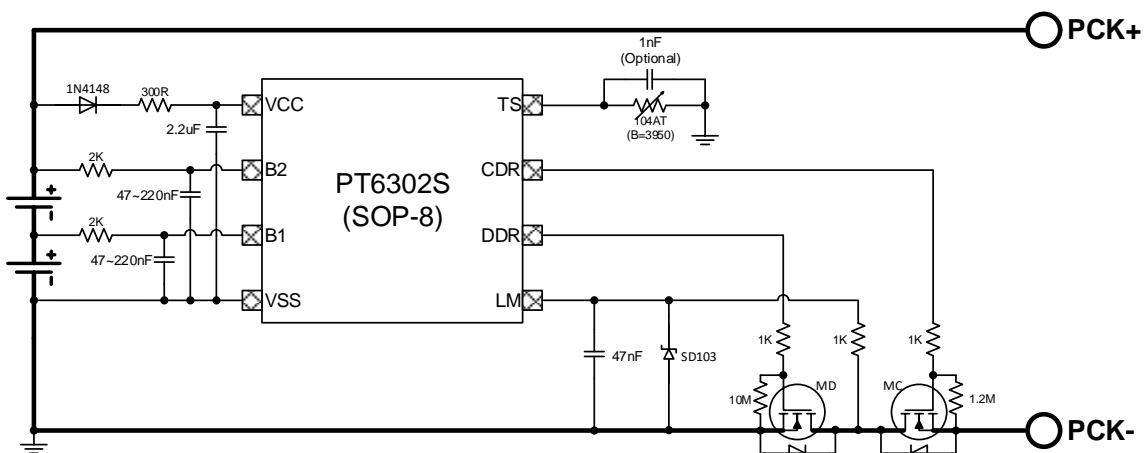 PCK+
1nF
(Optional)
1N4148
300R
VCC
TS
2.2uF
104AT
(B=3950)
2K
B2
CDR
47~220nF
PT6302S
(SOP-8)
+
2K
B1
DDR
47~220nF
+
VSS
LM
1K
1K
1K
47nF
SD103
MD
MC
10M
1.2M
PCK-